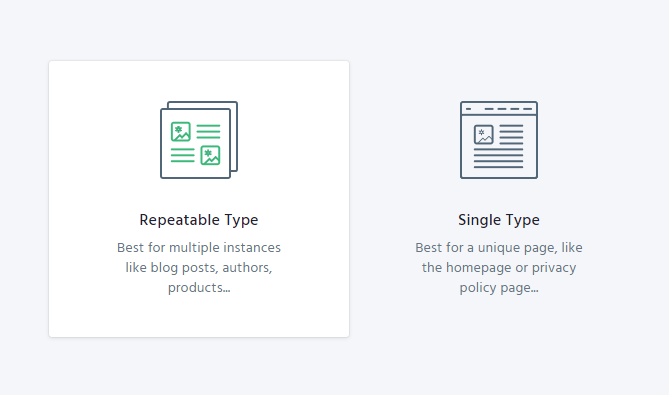 Repeatable Type
Best for multiple instances
like blog posts, authors,
products...
Single Type
Best for a unique page, like
the homepage or privacy
policy page...